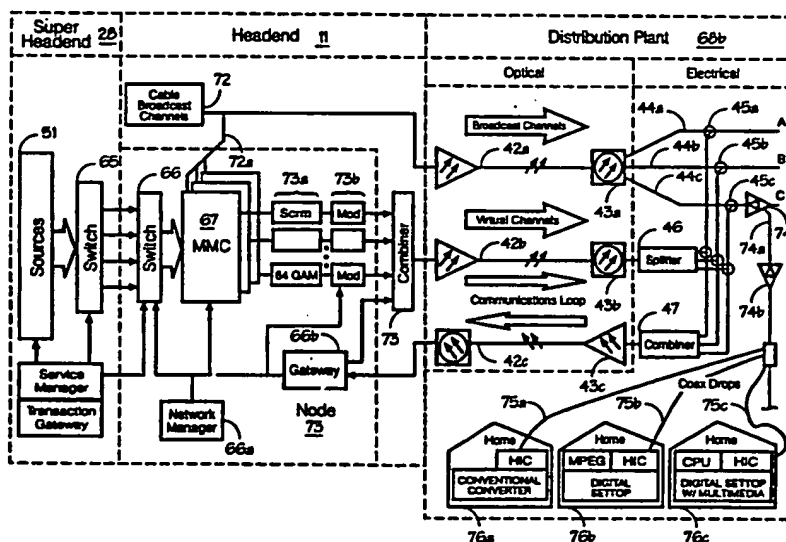 Super Headend 28
Headend 11
Distribution Plant 68b
Optical
Electrical
72
Cable Broadcast Channels
72a
51
65
66
Sources
Switch
Switch
67
MMC
73a
73b
Scrm
Mod
64 QAM
Mod
Combiner
73
Broadcast Channels
42a
43a
44a
44b
44c
45a
45b
45c
A
B
C
74
74a
74b
Virtual Channels
42b
43b
46
Splitter
Communications Loop
42c
43c
47
Combiner
66b
Gateway
Node 73
Network Manager
66a
Service Manager
Transaction Gateway
Coax Drops
75a
75b
75c
Home
HIC
CONVENTIONAL CONVERTER
76a
Home
MPEG
HIC
DIGITAL SETTOP
76b
Home
CPU
HIC
DIGITAL SETTOP W/ MULTIMEDIA
76c